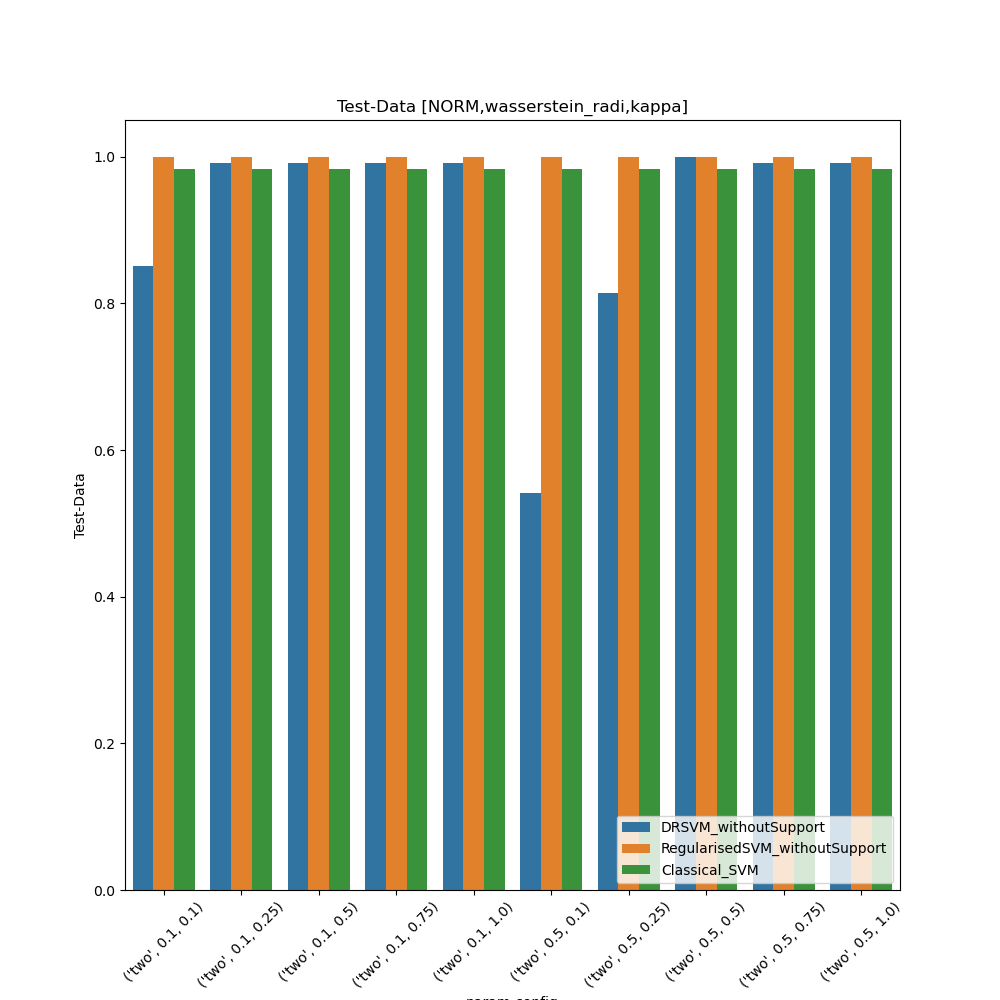 Test-Data [NORM,wasserstein_radi,kappa]
Test-Data
1.0
0.8
0.6
0.4
0.2
0.0
DRSVM_withoutSupport
RegularisedSVM_withoutSupport
Classical_SVM
('two', 0.1, 0.1)
('two', 0.1, 0.25)
('two', 0.1, 0.5)
('two', 0.1, 0.75)
('two', 0.1, 1.0)
('two', 0.5, 0.1)
('two', 0.5, 0.25)
('two', 0.5, 0.5)
('two', 0.5, 0.75)
('two', 0.5, 1.0)